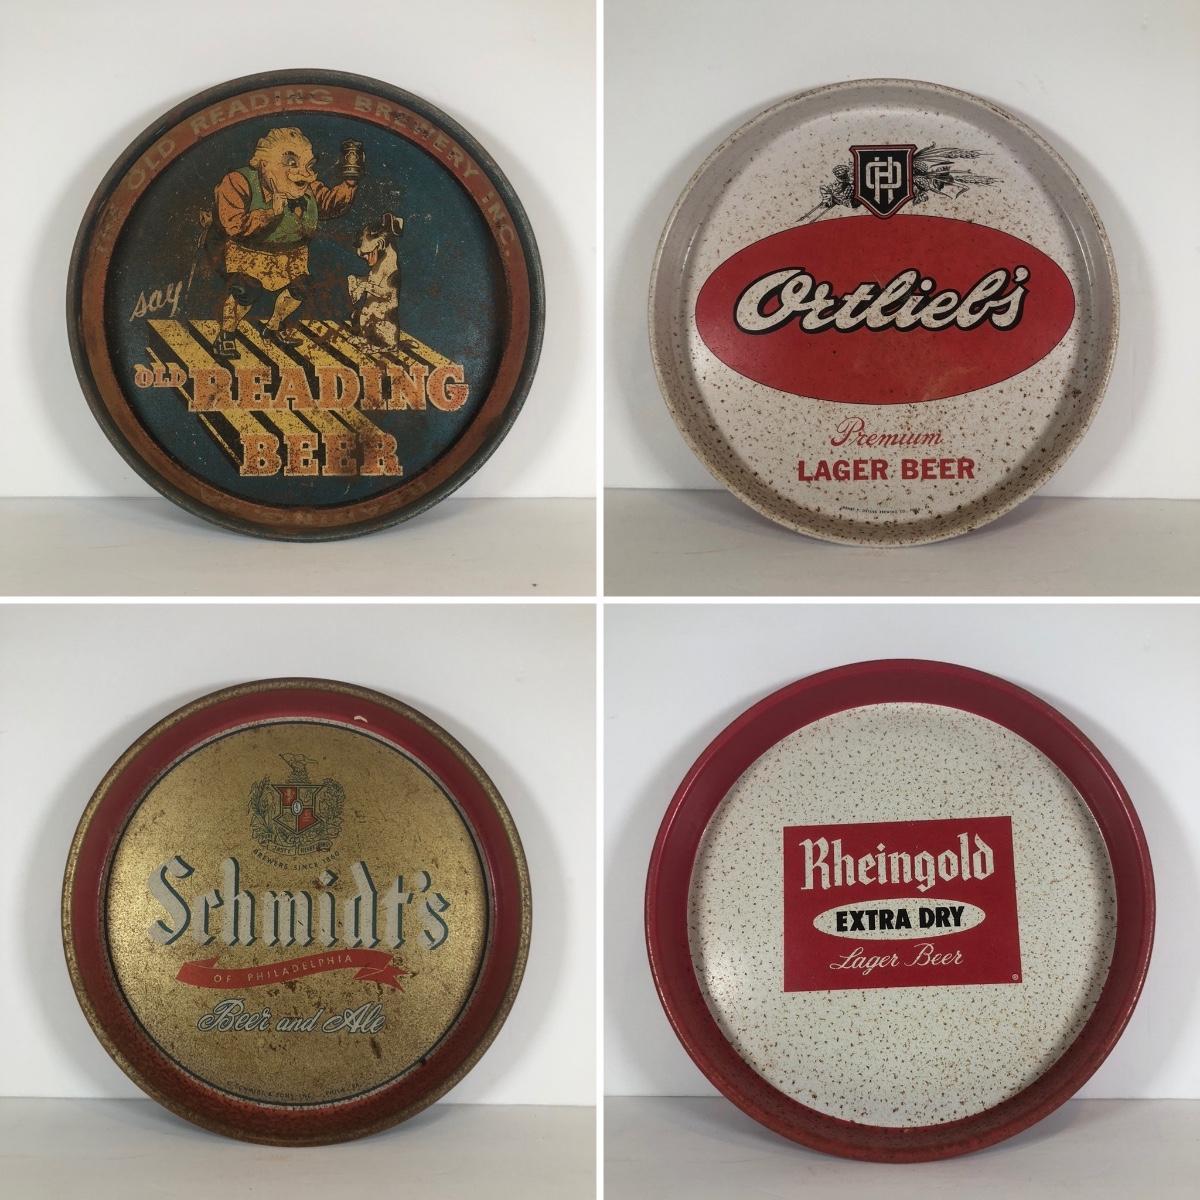 THE OLD READING BREWERY INC.
say!
OLD READING
BEER
READING
Ortlieb's
Premium
LAGER BEER
BREWERS SINCE 1860
Schmidt's
OF PHILADELPHIA
Beer and Ale
Rheingold
EXTRA DRY
Lager Beer
®